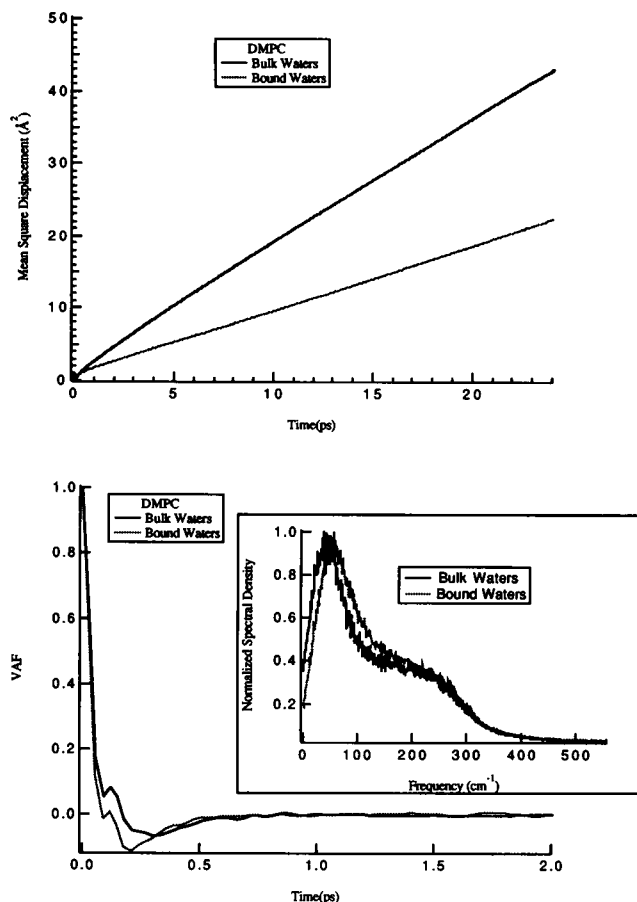 50
40
30
20
10
0
Mean Square Displacement (Å²)
DMPC
Bulk Waters
Bound Waters
0
5
10
15
20
Time(ps)
1.0
0.8
0.6
0.4
0.2
0.0
VAF
DMPC
Bulk Waters
Bound Waters
1.0
0.8
0.6
0.4
0.2
Normalized Spectral Density
Bulk Waters
Bound Waters
0
100
200
300
400
500
Frequency (cm⁻¹)
0.0
0.5
1.0
1.5
2.0
Time(ps)